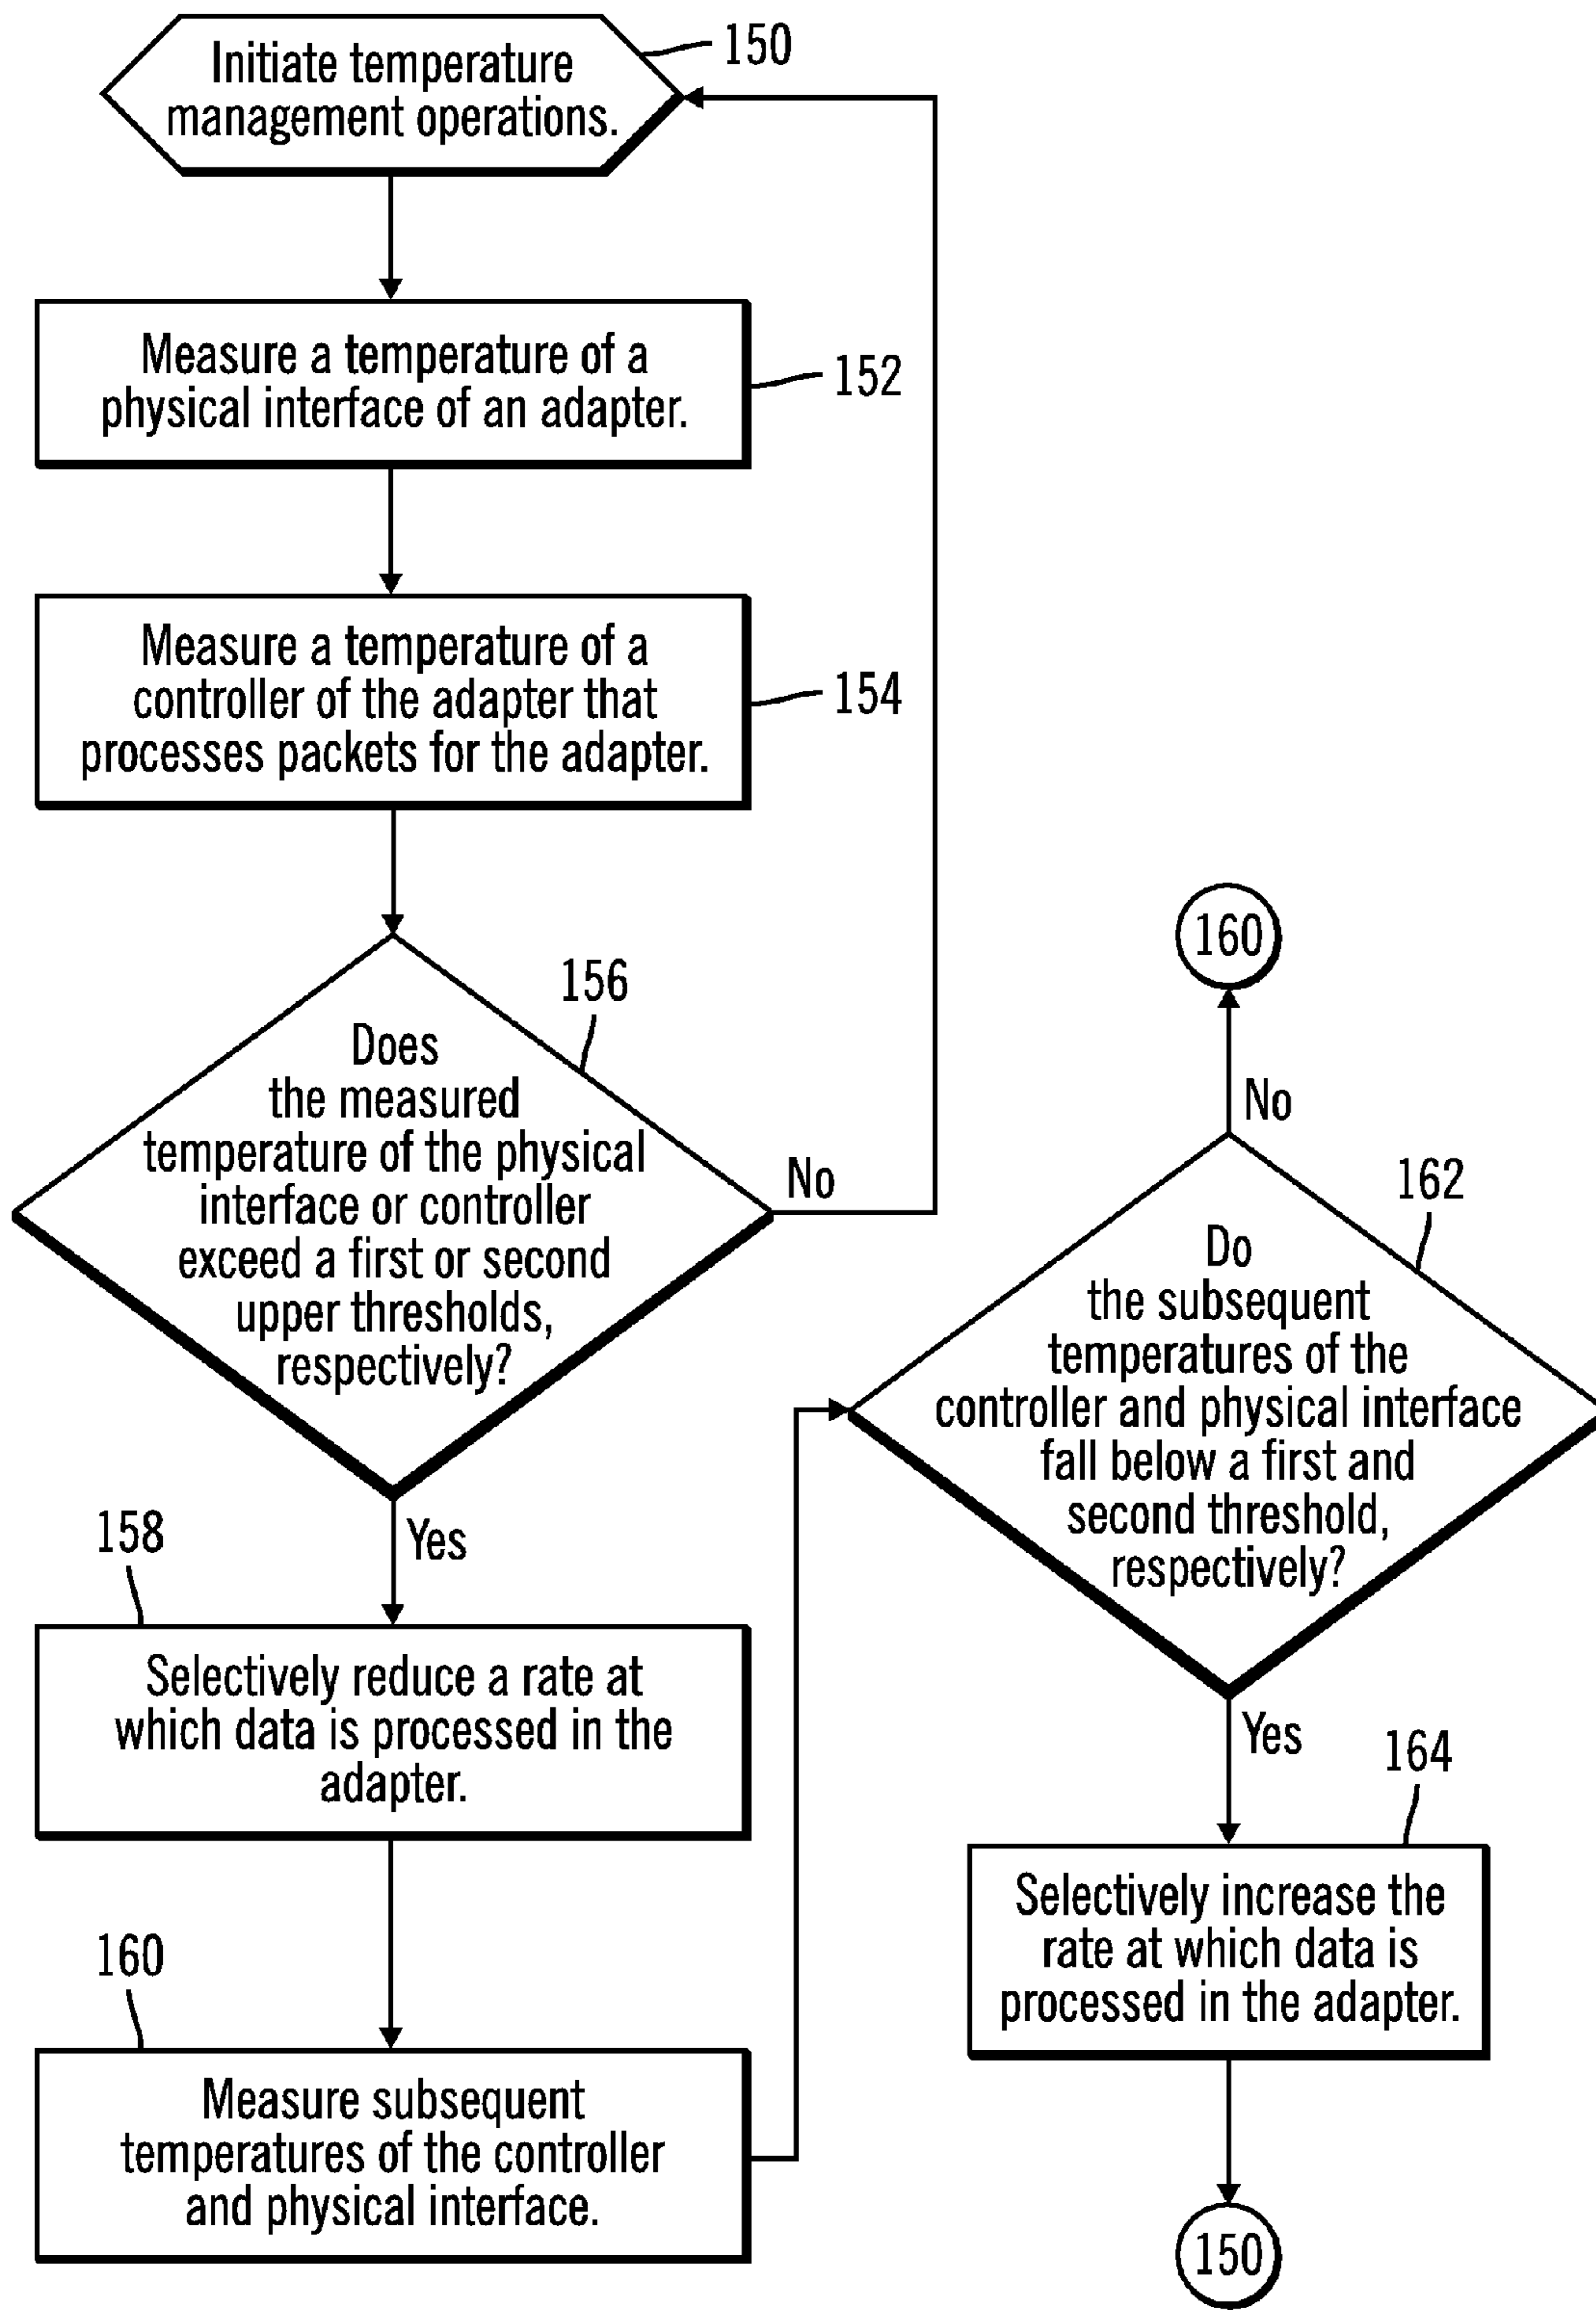 Initiate temperature
management operations.
150
Measure a temperature of a
physical interface of an adapter.
152
Measure a temperature of a
controller of the adapter that
processes packets for the adapter.
154
156
Does
the measured
temperature of the physical
interface or controller
exceed a first or second
upper thresholds,
respectively?
No
Yes
158
Selectively reduce a rate at
which data is processed in the
adapter.
160
Measure subsequent
temperatures of the controller
and physical interface.
160
No
162
Do
the subsequent
temperatures of the
controller and physical interface
fall below a first and
second threshold,
respectively?
Yes
164
Selectively increase the
rate at which data is
processed in the adapter.
150